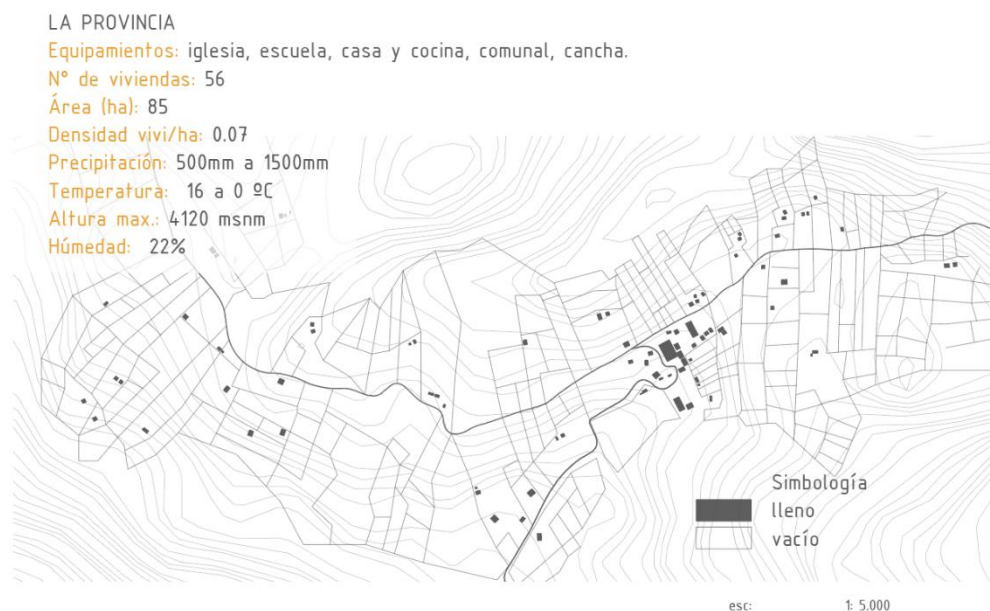 LA PROVINCIA
Equipamientos: iglesia, escuela, casa y cocina, comunal, cancha.
N° de viviendas: 56
Área (ha): 85
Densidad vivi/ha: 0.07
Precipitación: 500mm a 1500mm
Temperatura: 16 a 0 ºC
Altura max.: 4120 msnm
Húmedad: 22%
Simbología
lleno
vacío
esc: 1: 5.000